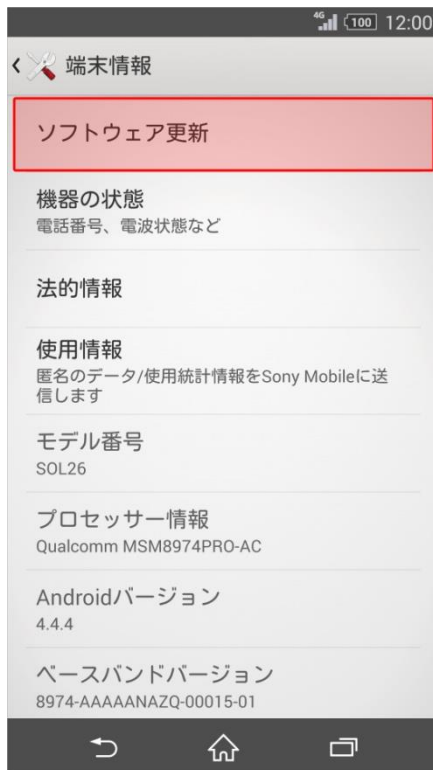 4G 100 12:00
端末情報
ソフトウェア更新
機器の状態
電話番号、電波状態など
法的情報
使用情報
匿名のデータ/使用統計情報をSony Mobileに送
信します
モデル番号
SOL26
プロセッサー情報
Qualcomm MSM8974PRO-AC
Androidバージョン
4.4.4
ベースバンドバージョン
8974-AAAAANAZQ-00015-01